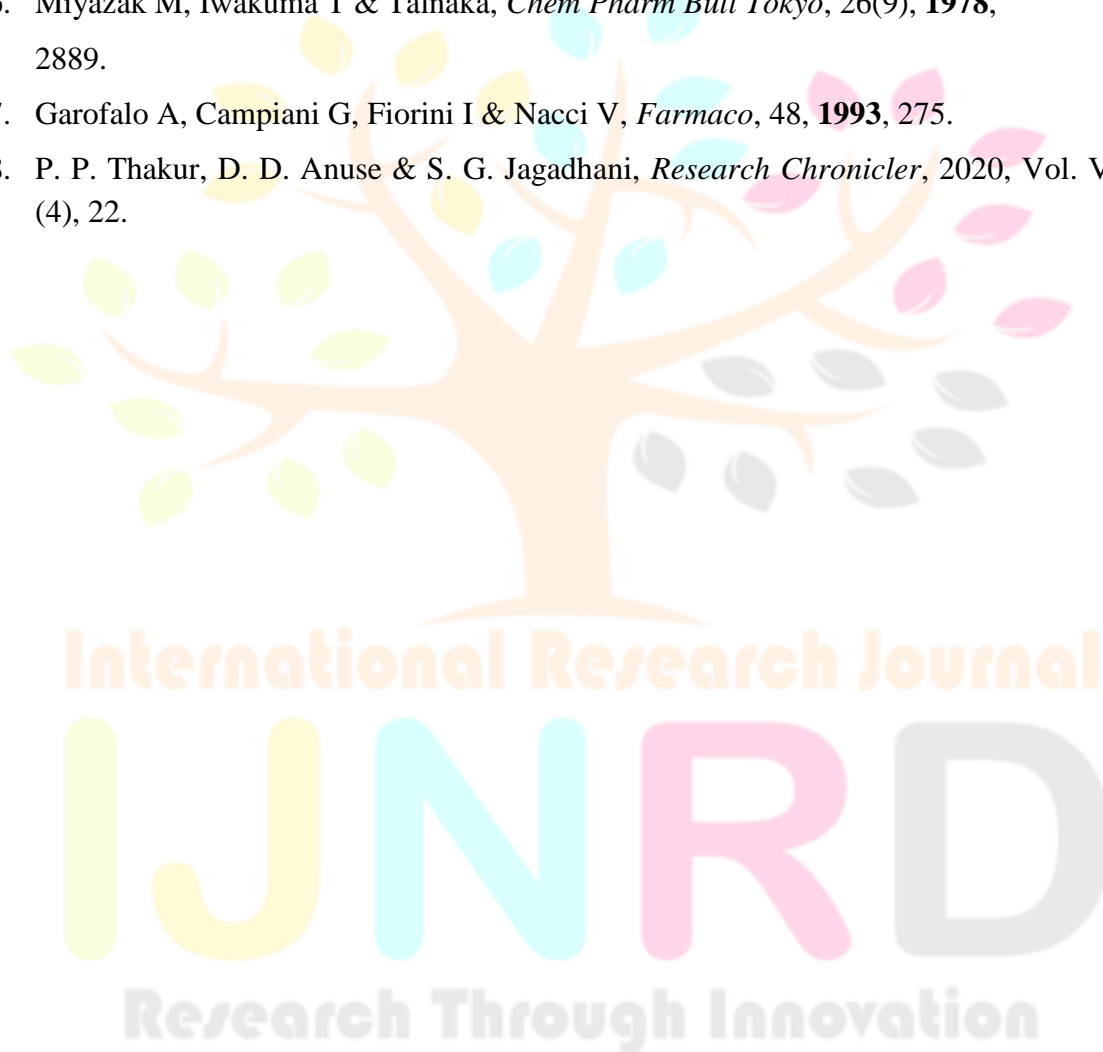 Miyazak M, Iwakuma T & Tainaka, Chem Pharm Bull Tokyo, 26(9), 1978,
2889.
7. Garofalo A, Campiani G, Fiorini I & Nacci V, Farmaco, 48, 1993, 275.
8. P. P. Thakur, D. D. Anuse & S. G. Jagadhani, Research Chronicler, 2020, Vol.
(4), 22.
International Research Journal
IJNRD
Research Through Innovation